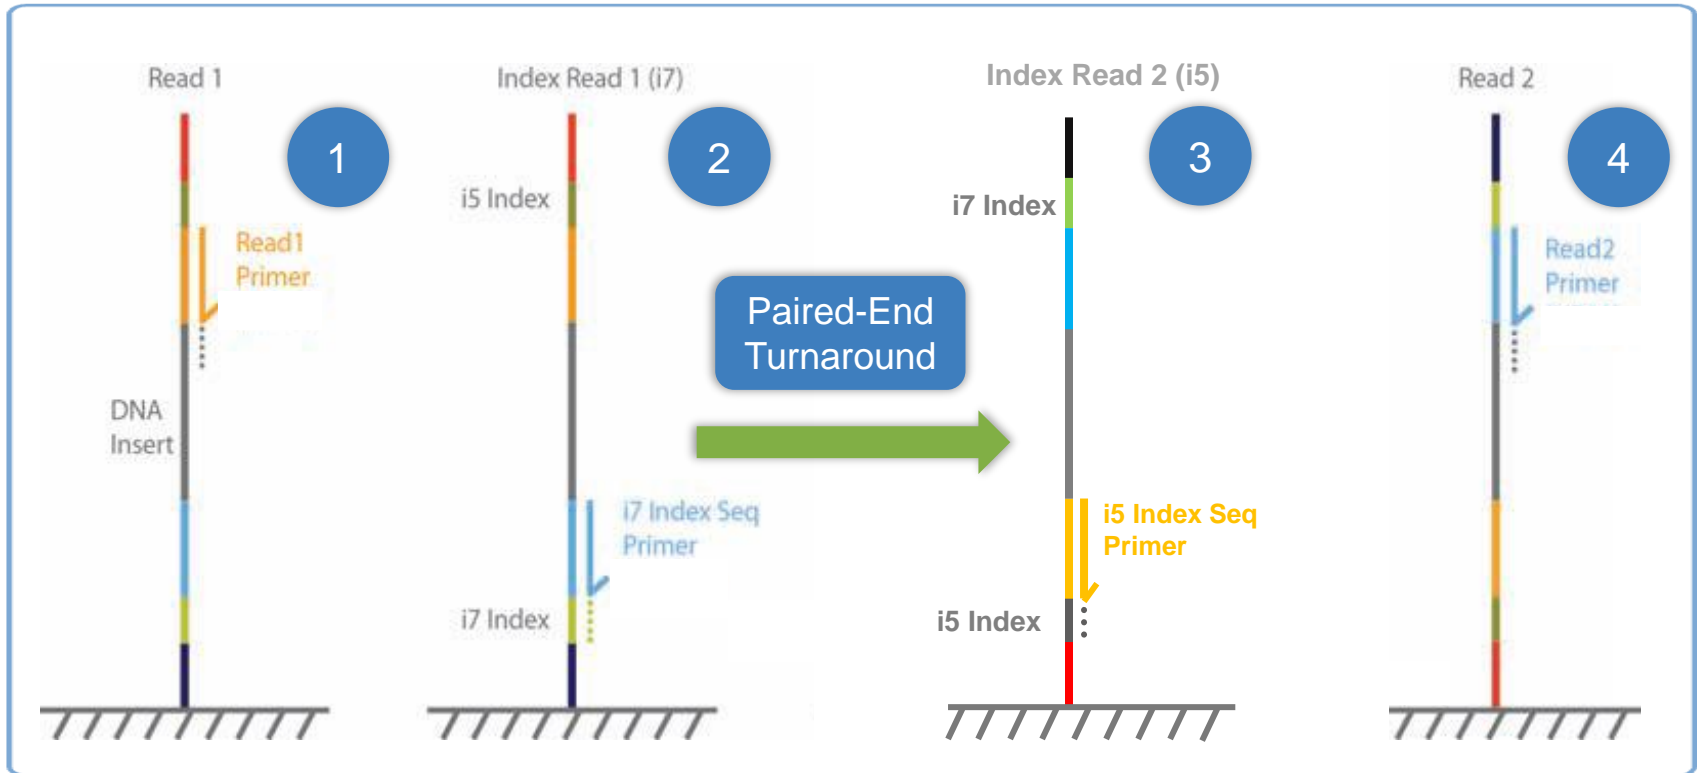 Read 1
1
Read1
Primer
DNA
Insert
Index Read 1 (i7)
2
i5 Index
i7 Index Seq
Primer
i7 Index
Paired-End
Turnaround
Index Read 2 (i5)
3
i7 Index
i5 Index Seq
Primer
i5 Index
Read 2
4
Read2
Primer